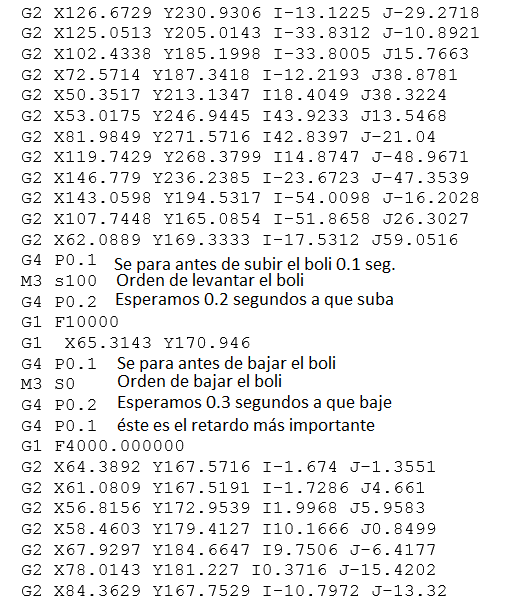 G2 X126.6729 Y230.9306 I-13.1225 J-29.2718
G2 X125.0513 Y205.0143 I-33.8312 J-10.8921
G2 X102.4338 Y185.1998 I-33.8005 J15.7663
G2 X72.5714 Y187.3418 I-12.2193 J38.8781
G2 X50.3517 Y213.1347 I18.4049 J38.3224
G2 X53.0175 Y246.9445 I43.9233 J13.5468
G2 X81.9849 Y271.5716 I42.8397 J-21.04
G2 X119.7429 Y268.3799 I14.8747 J-48.9671
G2 X146.779 Y236.2385 I-23.6723 J-47.3539
G2 X143.0598 Y194.5317 I-54.0098 J-16.2028
G2 X107.7448 Y165.0854 I-51.8658 J26.3027
G2 X62.0889 Y169.3333 I-17.5312 J59.0516
G4 P0.1 Se para antes de subir el boli 0.1 seg.
M3 s100 Orden de levantar el boli
G4 P0.2 Esperamos 0.2 segundos a que suba
G1 F10000
G1 X65.3143 Y170.946
G4 P0.1 Se para antes de bajar el boli
M3 S0 Orden de bajar el boli
G4 P0.2 Esperamos 0.3 segundos a que baje
G4 P0.1 éste es el retardo más importante
G1 F4000.000000
G2 X64.3892 Y167.5716 I-1.674 J-1.3551
G2 X61.0809 Y167.5191 I-1.7286 J4.661
G2 X56.8156 Y172.9539 I1.9968 J5.9583
G2 X58.4603 Y179.4127 I10.1666 J0.8499
G2 X67.9297 Y184.6647 I9.7506 J-6.4177
G2 X78.0143 Y181.227 I0.3716 J-15.4202
G2 X84.3629 Y167.7529 I-10.7972 J-13.32